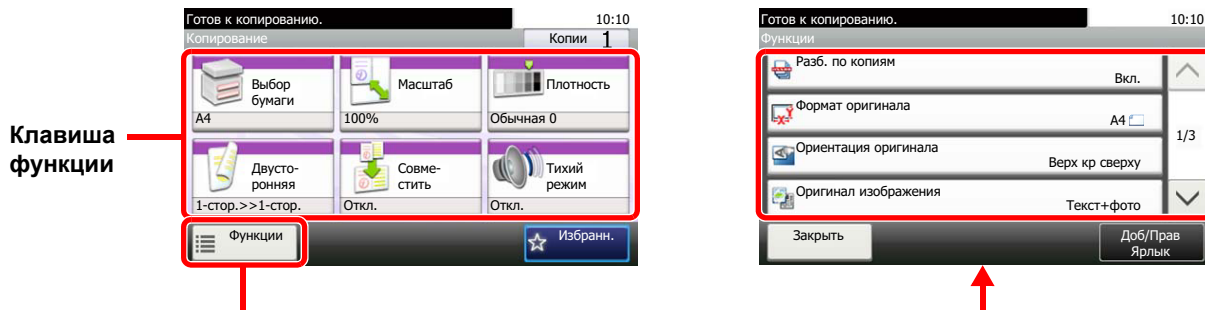 Клавиша
функции
Готов к копированию.
10:10
Копирование
Копии 1
Выбор
бумаги
A4
Масштаб
100%
Плотность
Обычная 0
Двусто-
ронняя
1-стор.>>1-стор.
Совме-
стить
Откл.
Тихий
режим
Откл.
Функции
Избранн.
Готов к копированию.
10:10
Функции
Разб. по копиям
Вкл.
Формат оригинала
A4
Ориентация оригинала
Верх кр сверху
Оригинал изображения
Текст+фото
1/3
Закрыть
Доб/Прав
Ярлык